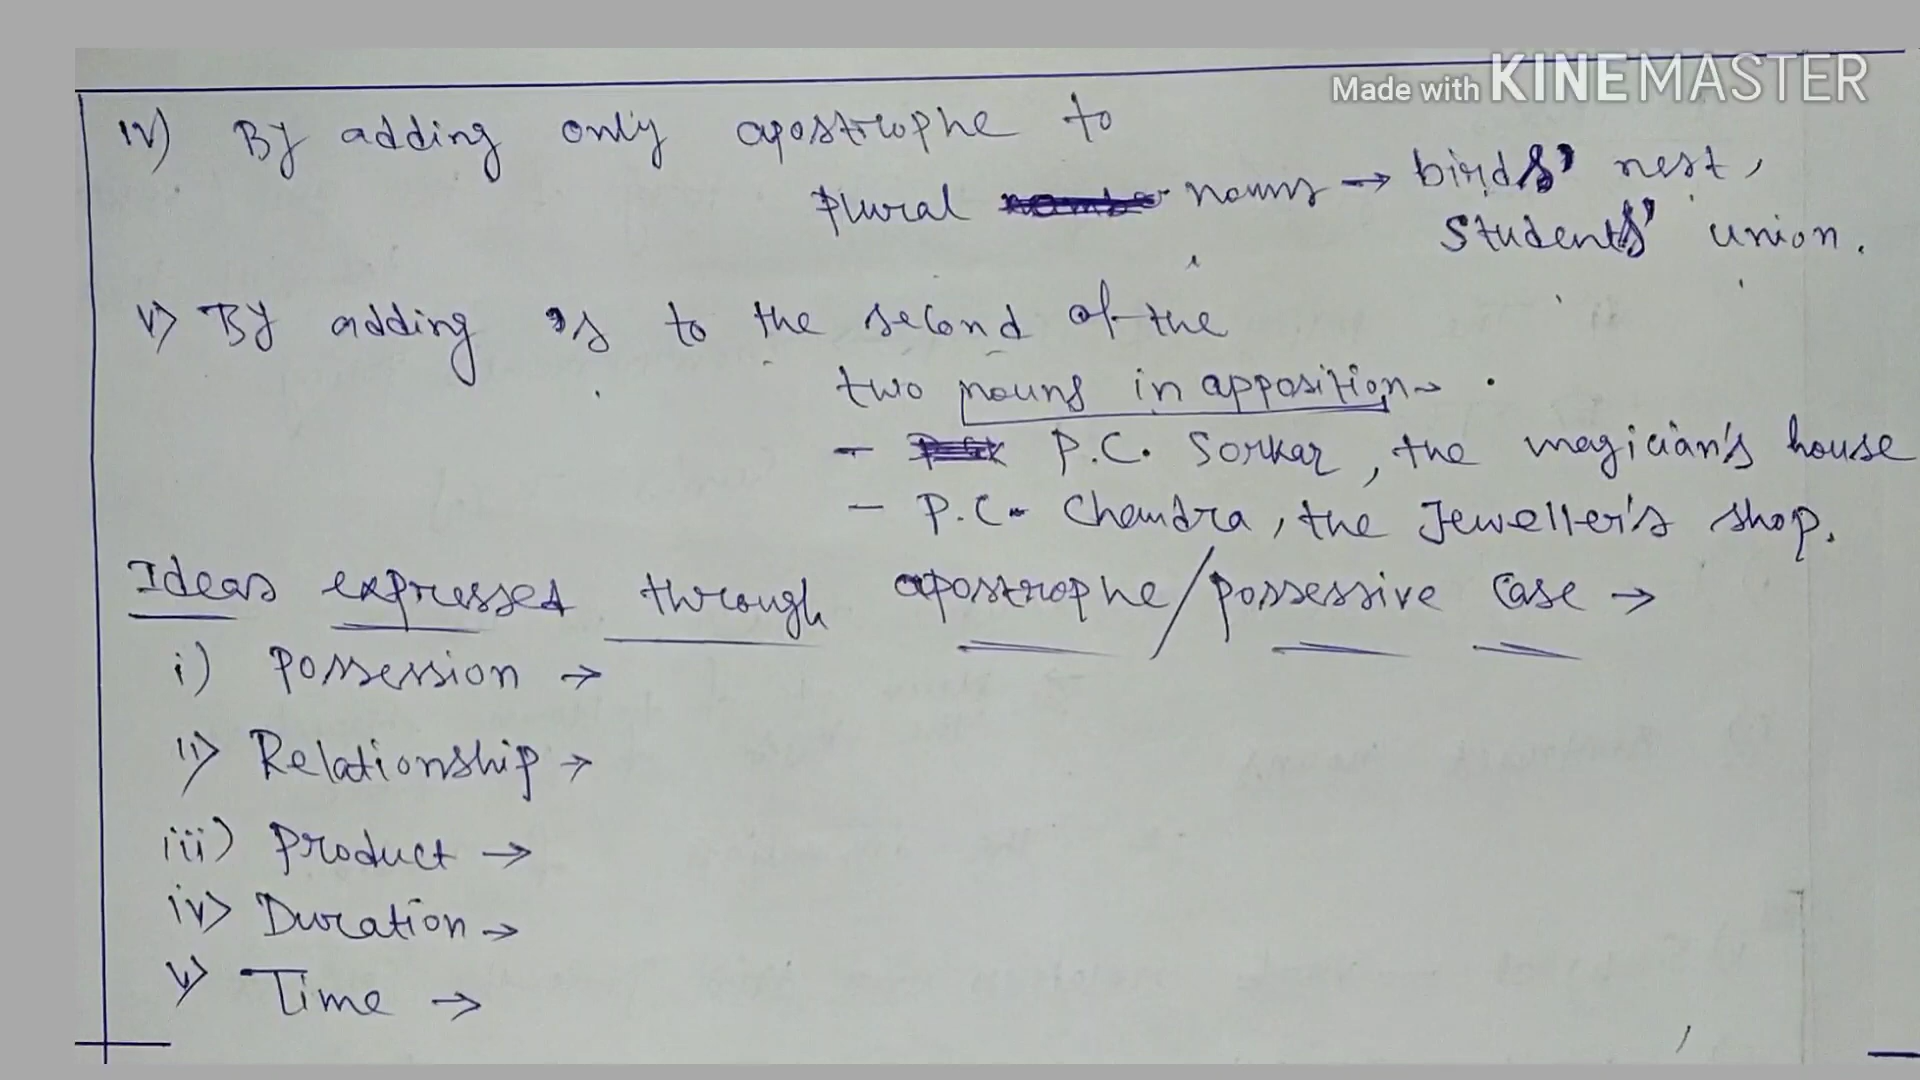 Made with KINEMASTER
iv) By adding only apostrophe to
plural nouns → birds' nest,
students' union.
v) By adding 's to the second of the
two nouns in apposition→
- P.C. Sorkar, the magician's house
- P.C. Chandra, the Jeweller's shop.
Ideas expressed through apostrophe/possessive case →
i) Possession →
ii) Relationship →
iii) Product →
iv) Duration →
v) Time →